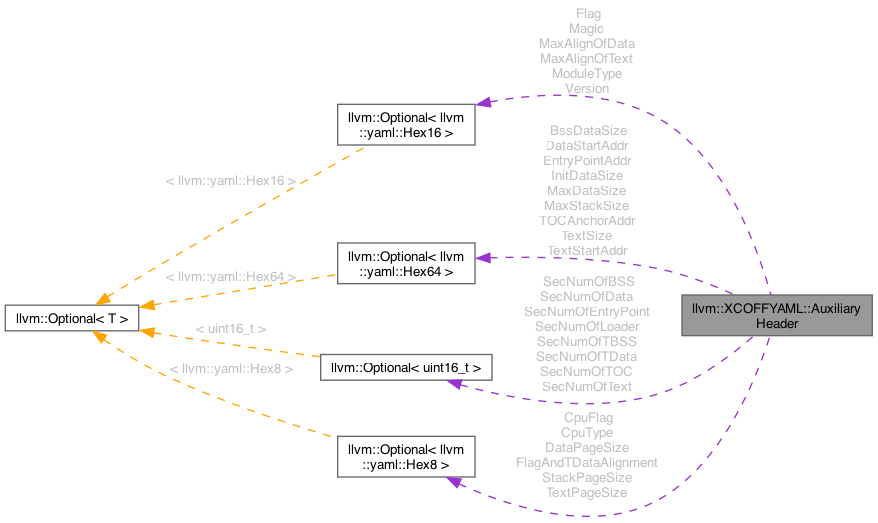 Flag
Magic
MaxAlignOfData
MaxAlignOfText
ModuleType
Version
llvm::Optional< llvm
::yaml::Hex16 >
BssDataSize
DataStartAddr
EntryPointAddr
InitDataSize
MaxDataSize
MaxStackSize
TOCAnchorAddr
TextSize
TextStartAddr
< llvm::yaml::Hex16 >
llvm::Optional< llvm
::yaml::Hex64 >
< llvm::yaml::Hex64 >
SecNumOfBSS
SecNumOfData
SecNumOfEntryPoint
SecNumOfLoader
SecNumOfTBSS
SecNumOfTData
SecNumOfTOC
SecNumOfText
llvm::XCOFFYAML::Auxiliary
Header
llvm::Optional< T >
< uint16_t >
llvm::Optional< uint16_t >
< llvm::yaml::Hex8 >
CpuFlag
CpuType
DataPageSize
FlagAndTDataAlignment
StackPageSize
TextPageSize
llvm::Optional< llvm
::yaml::Hex8 >